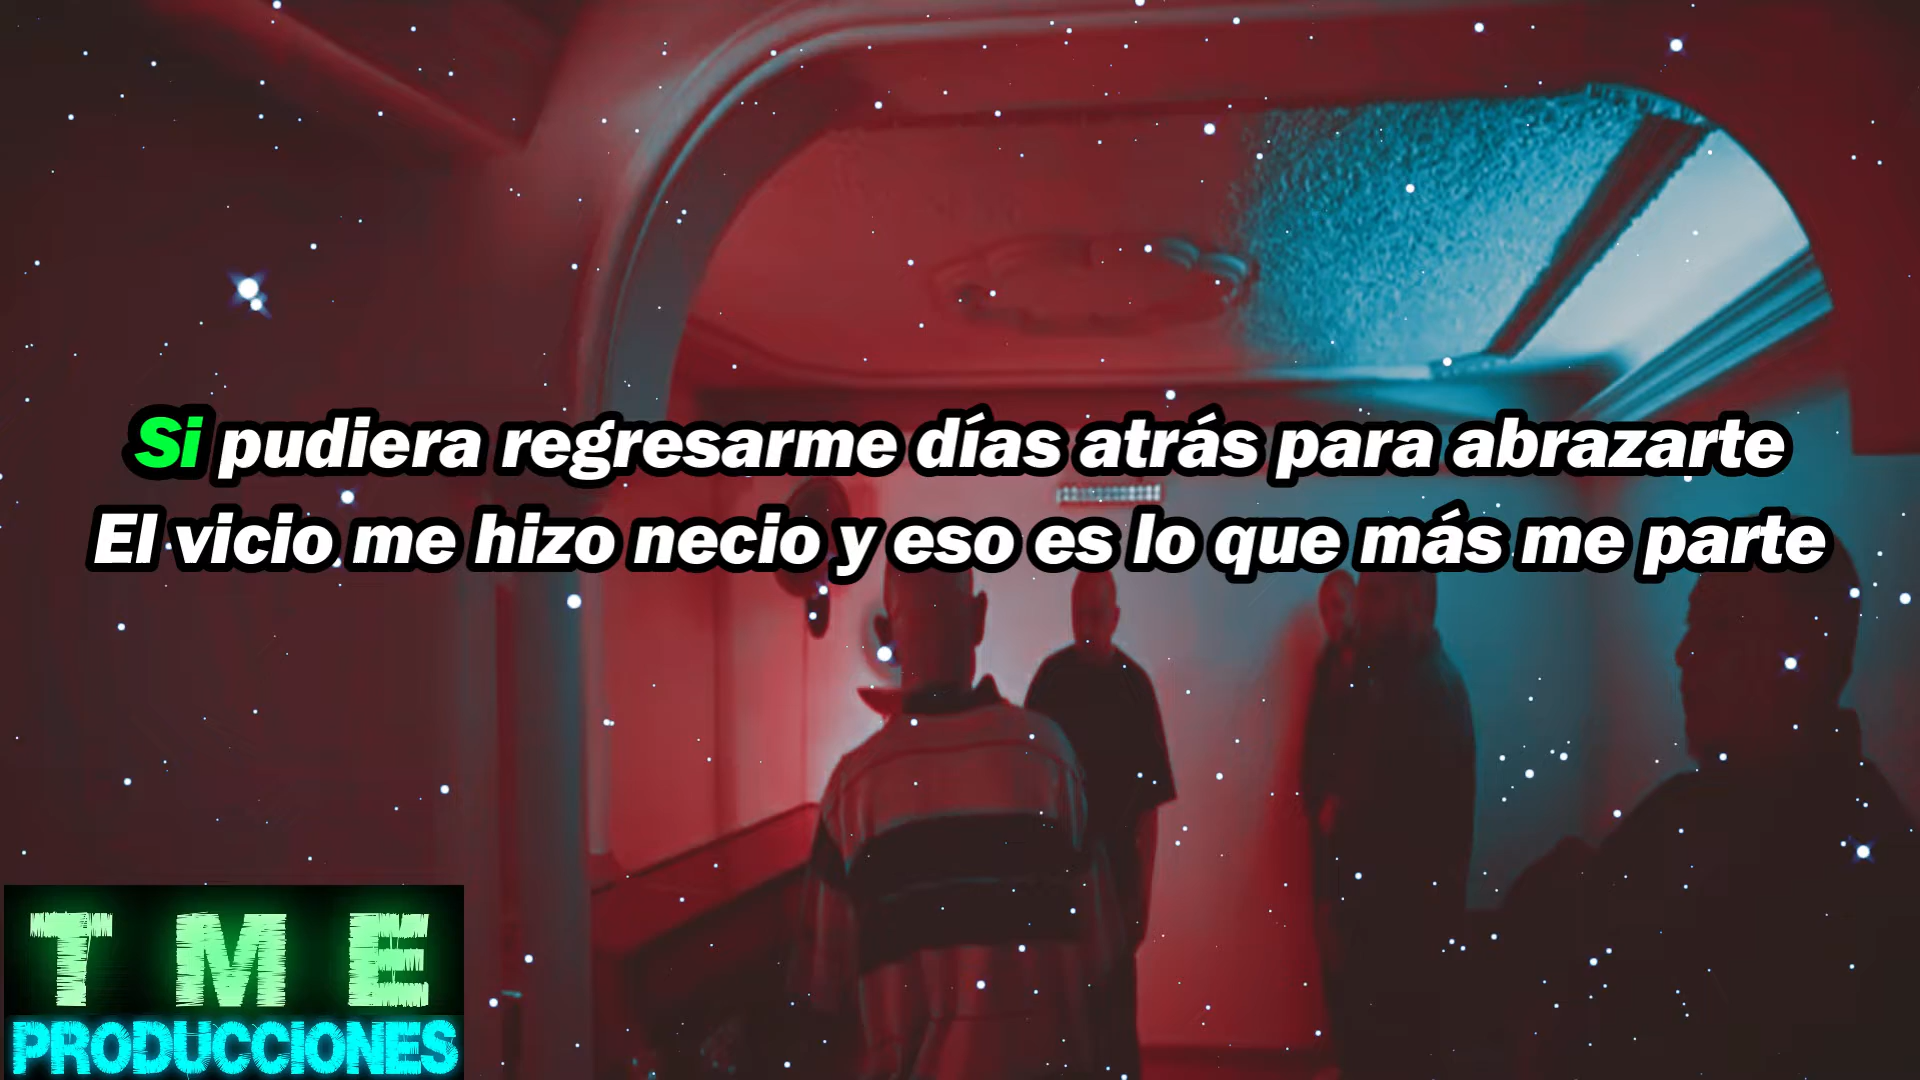 Si pudiera regresarme días atrás para abrazarte
El vicio me hizo necio y eso es lo que más me parte
T M E
PRODUCCIONES